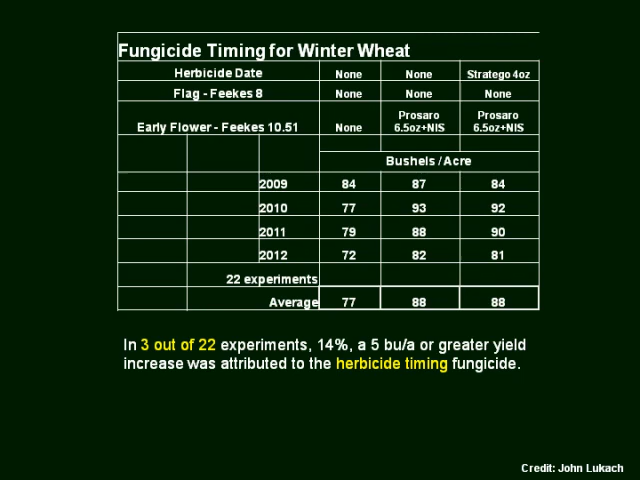 Fungicide Timing for Winter Wheat
Herbicide Date None None Stratego 4oz
Flag - Feekes 8 None None None
Early Flower - Feekes 10.51 None Prosaro 6.5oz+NIS Prosaro 6.5oz+NIS
Bushels / Acre
2009 84 87 84
2010 77 93 92
2011 79 88 90
2012 72 82 81
22 experiments
Average 77 88 88
In 3 out of 22 experiments, 14%, a 5 bu/a or greater yield
increase was attributed to the herbicide timing fungicide.
Credit: John Lukach